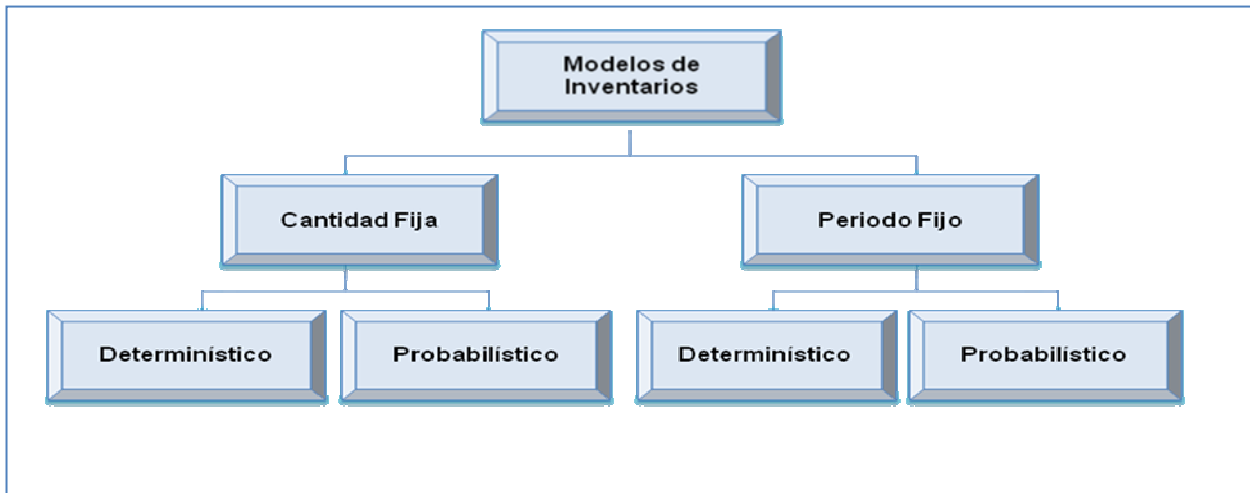 Modelos de
Inventarios
Cantidad Fija
Periodo Fijo
Determinístico
Probabilístico
Determinístico
Probabilístico